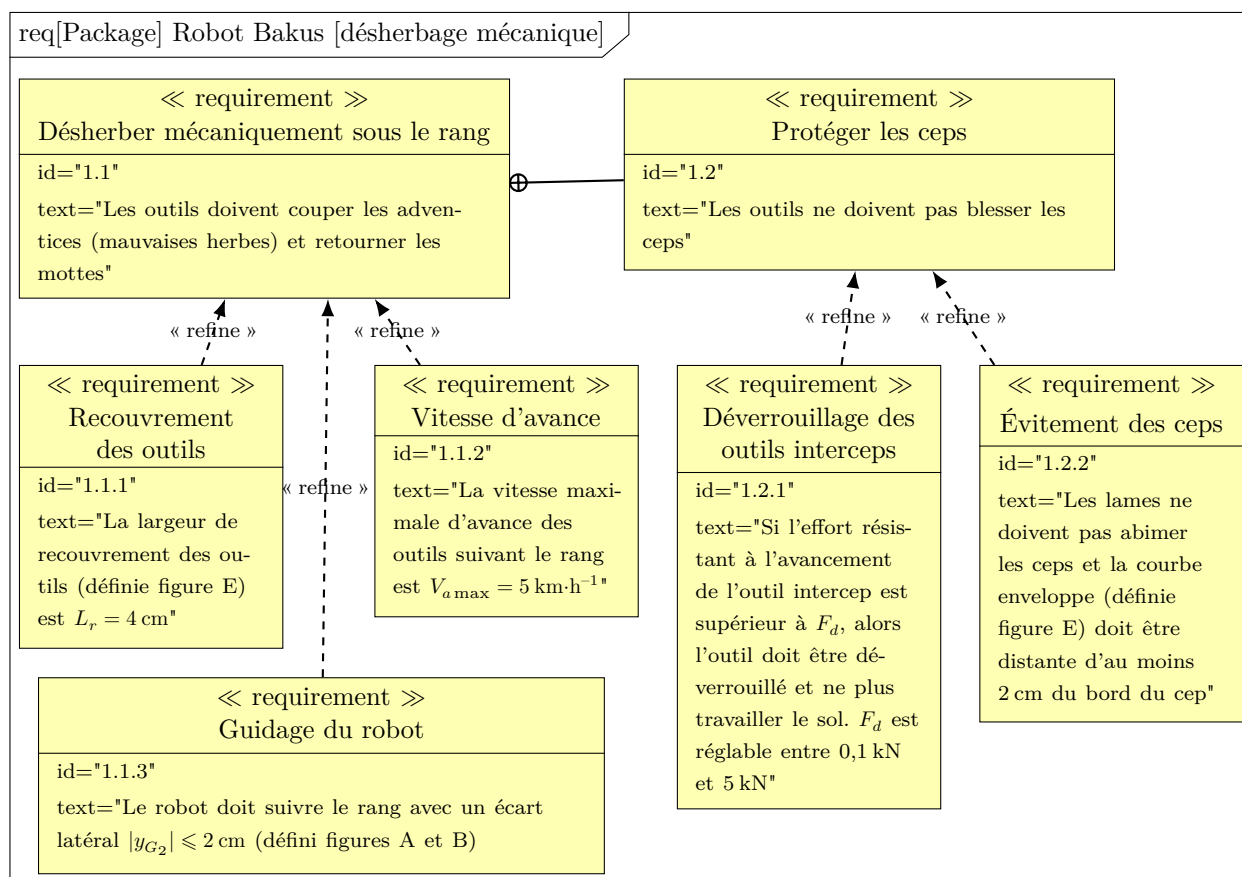 req[Package] Robot Bakus [désherbage mécanique]
≪ requirement ≫
Désherber mécaniquement sous le rang
id="1.1"
text="Les outils doivent couper les adven-
tices (mauvaises herbes) et retourner les
mottes"
≪ requirement ≫
Protéger les ceps
id="1.2"
text="Les outils ne doivent pas blesser les
ceps"
« refine »
« refine »
« refine »
« refine »
≪ requirement ≫
Recouvrement
des outils
id="1.1.1"
text="La largeur de
recouvrement des ou-
tils (définie figure E)
est $L_r = 4$ cm"
« refine »
≪ requirement ≫
Vitesse d'avance
id="1.1.2"
text="La vitesse maxi-
male d'avance des
outils suivant le rang
est $V_{a\,\mathrm{max}} = 5$ km·h⁻¹"
≪ requirement ≫
Déverrouillage des
outils interceps
id="1.2.1"
text="Si l'effort résis-
tant à l'avancement
de l'outil intercep est
supérieur à $F_d$, alors
l'outil doit être dé-
verrouillé et ne plus
travailler le sol. $F_d$ est
réglable entre 0,1 kN
et 5 kN"
≪ requirement ≫
Évitement des ceps
id="1.2.2"
text="Les lames ne
doivent pas abimer
les ceps et la courbe
enveloppe (définie
figure E) doit être
distante d'au moins
2 cm du bord du cep"
≪ requirement ≫
Guidage du robot
id="1.1.3"
text="Le robot doit suivre le rang avec un écart
latéral $|y_{G_2}| \leqslant 2$ cm (défini figures A et B)